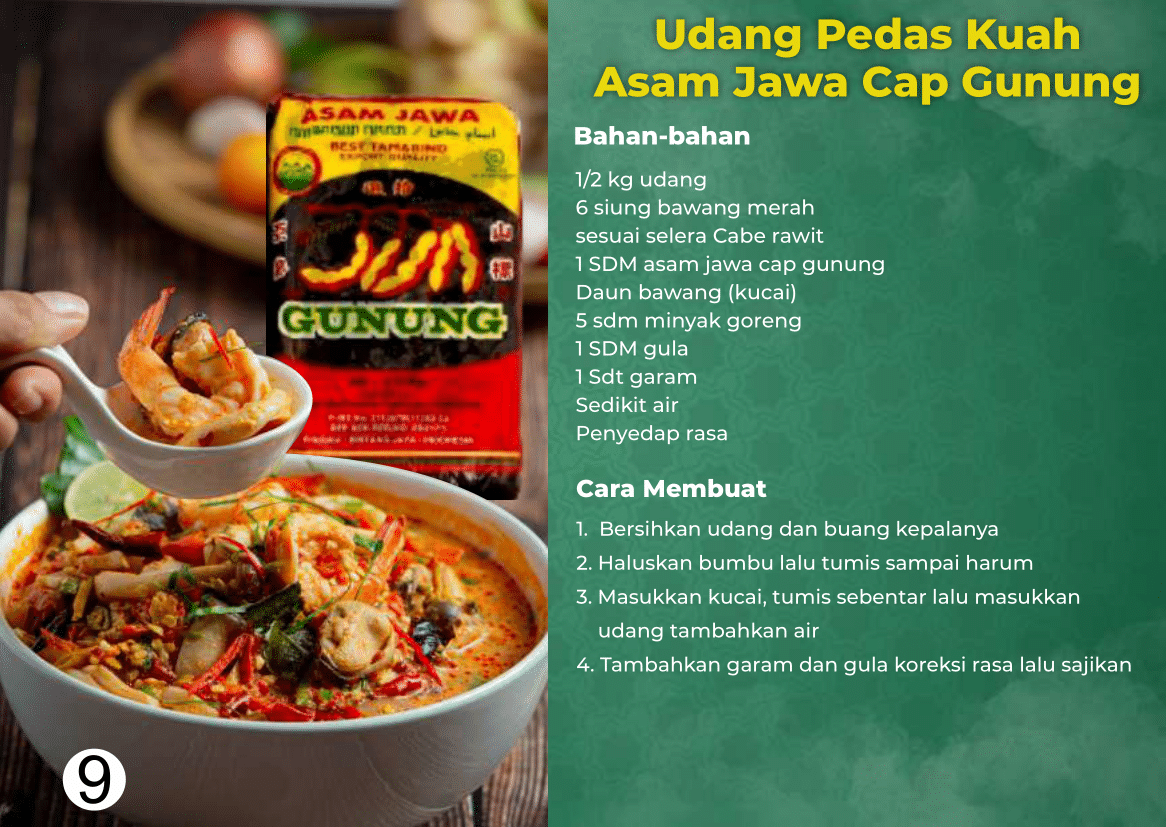 Udang Pedas Kuah
Asam Jawa Cap Gunung
Bahan-bahan
1/2 kg udang
6 siung bawang merah
sesuai selera Cabe rawit
1 SDM asam jawa cap gunung
Daun bawang (kucai)
5 sdm minyak goreng
1 SDM gula
1 Sdt garam
Sedikit air
Penyedap rasa
Cara Membuat
1. Bersihkan udang dan buang kepalanya
2. Haluskan bumbu lalu tumis sampai harum
3. Masukkan kucai, tumis sebentar lalu masukkan
udang tambahkan air
4. Tambahkan garam dan gula koreksi rasa lalu sajikan
ASAM JAWA
BEST TAMARIND
EXPORT QUALITY
山
標
GUNUNG
9